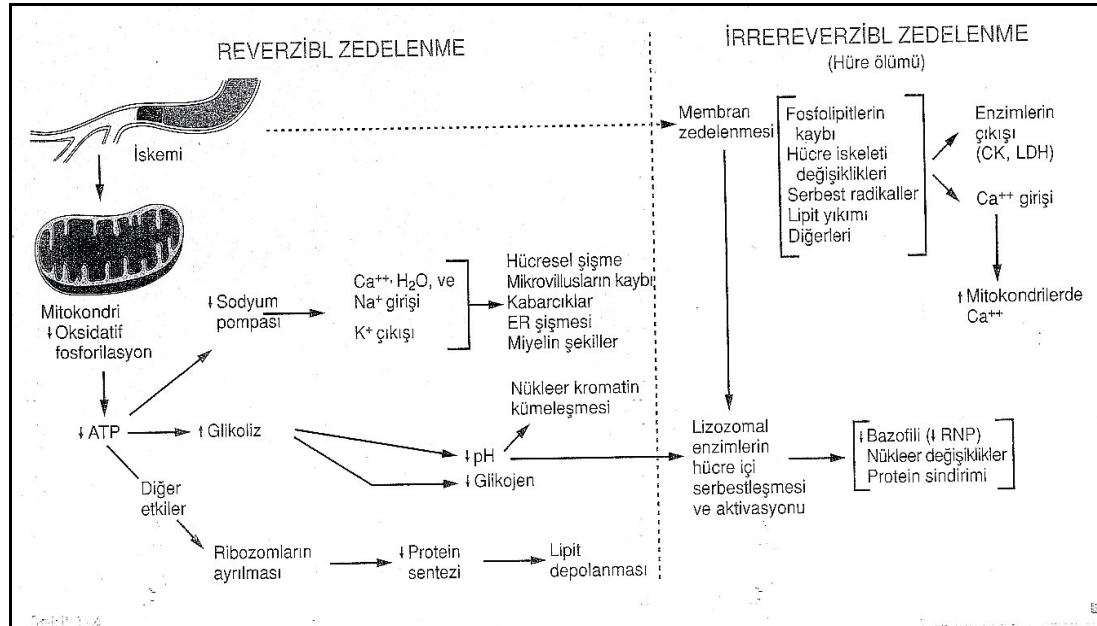 REVERZİBL ZEDELENME
İskemi
Mitokondri
↓Oksidatif
fosforilasyon
↓ATP
↓ Sodyum
pompası
Ca++, H2O, ve
Na+ girişi
K+ çıkışı
Hücresel şişme
Mikrovillusların kaybı
Kabarcıklar
ER şişmesi
Miyelin şekiller
↑ Glikoliz
Nükleer kromatin
kümeleşmesi
↓pH
↓ Glikojen
Diğer
etkiler
Ribozomların
ayrılması
↓ Protein
sentezi
Lipit
depolanması
İRREREVERZİBL ZEDELENME
(Hüre ölümü)
Membran
zedelenmesi
Fosfolipitlerin
kaybı
Hücre iskeleti
değişiklikleri
Serbest radikaller
Lipit yıkımı
Diğerleri
Enzimlerin
çıkışı
(CK, LDH)
Ca++ girişi
↑ Mitokondrilerde
Ca++
Lizozomal
enzimlerin
hücre içi
serbestleşmesi
ve aktivasyonu
↓ Bazofili (↓ RNP)
Nükleer değişiklikler
Protein sindirimi